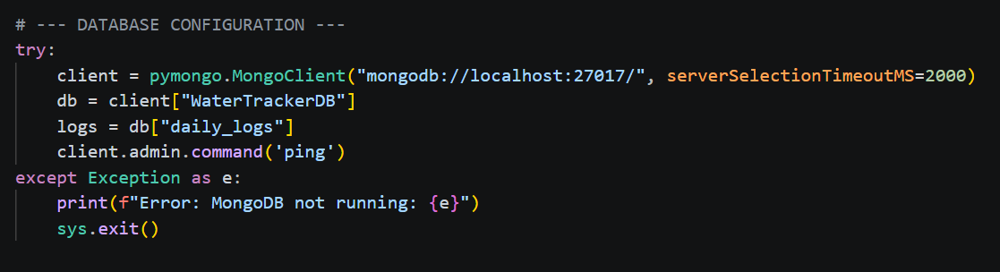 # --- DATABASE CONFIGURATION ---
try:
    client = pymongo.MongoClient("mongodb://localhost:27017/", serverSelectionTimeoutMS=2000)
    db = client["WaterTrackerDB"]
    logs = db["daily_logs"]
    client.admin.command('ping')
except Exception as e:
    print(f"Error: MongoDB not running: {e}")
    sys.exit()